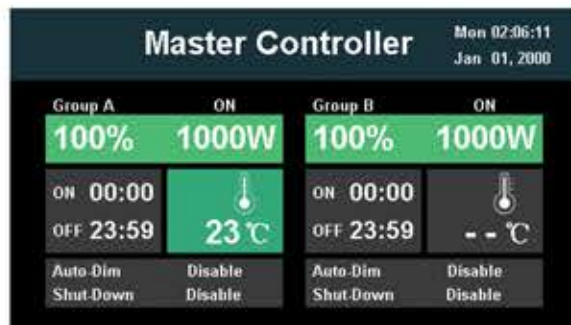 Master Controller
Mon 02:06:11
Jan 01, 2000
Group A ON
100% 1000W
ON 00:00
OFF 23:59
23℃
Auto-Dim Disable
Shut-Down Disable
Group B ON
100% 1000W
ON 00:00
OFF 23:59
--℃
Auto-Dim Disable
Shut-Down Disable